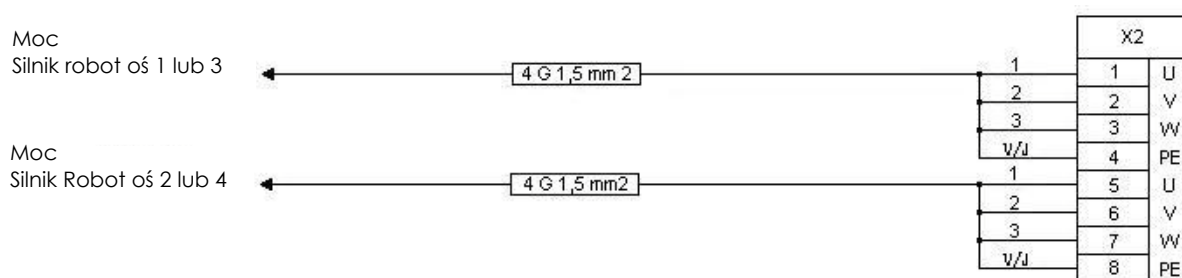 Moc
Silnik robot oś 1 lub 3
4 G 1,5 mm 2
X2
1 1 U
2 2 V
3 3 W
V/J 4 PE
Moc
Silnik Robot oś 2 lub 4
4 G 1,5 mm2
1 5 U
2 6 V
3 7 W
V/J 8 PE